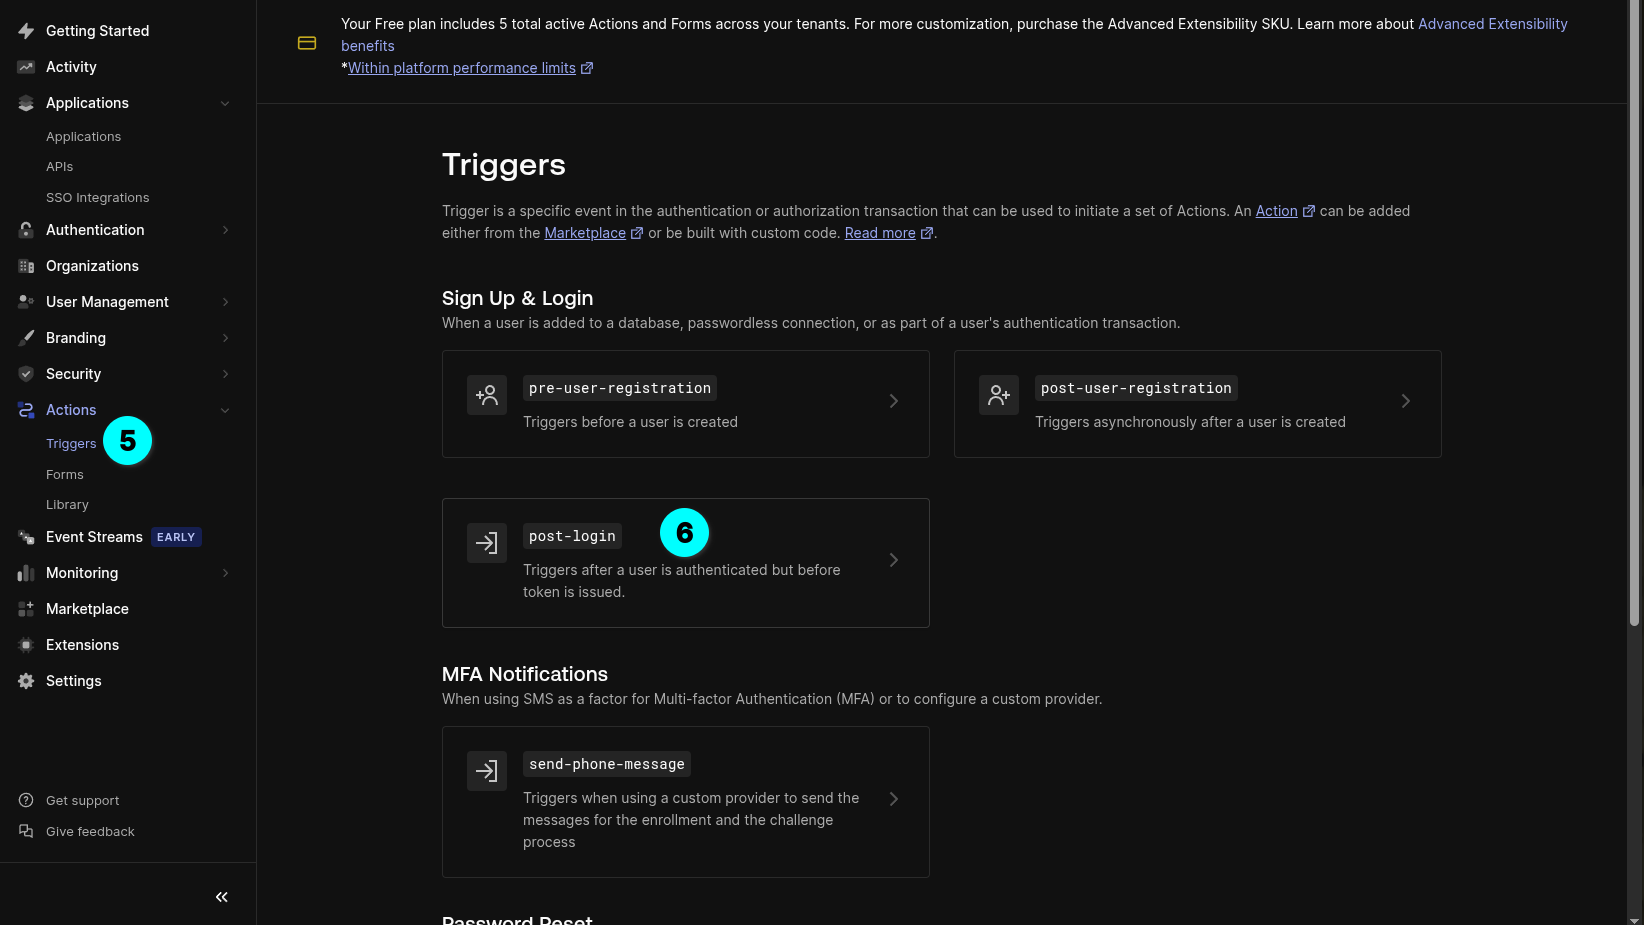 Getting Started
Activity
Applications
Applications
APIs
SSO Integrations
Authentication
Organizations
User Management
Branding
Security
Actions
Triggers
5
Forms
Library
Event Streams EARLY
Monitoring
Marketplace
Extensions
Settings
Get support
Give feedback
Your Free plan includes 5 total active Actions and Forms across your tenants. For more customization, purchase the Advanced Extensibility SKU. Learn more about Advanced Extensibility
benefits
*Within platform performance limits
Triggers
Trigger is a specific event in the authentication or authorization transaction that can be used to initiate a set of Actions. An Action can be added
either from the Marketplace or be built with custom code. Read more.
Sign Up & Login
When a user is added to a database, passwordless connection, or as part of a user's authentication transaction.
pre-user-registration
Triggers before a user is created
post-user-registration
Triggers asynchronously after a user is created
post-login
6
Triggers after a user is authenticated but before
token is issued.
MFA Notifications
When using SMS as a factor for Multi-factor Authentication (MFA) or to configure a custom provider.
send-phone-message
Triggers when using a custom provider to send the
messages for the enrollment and the challenge
process
Password Reset